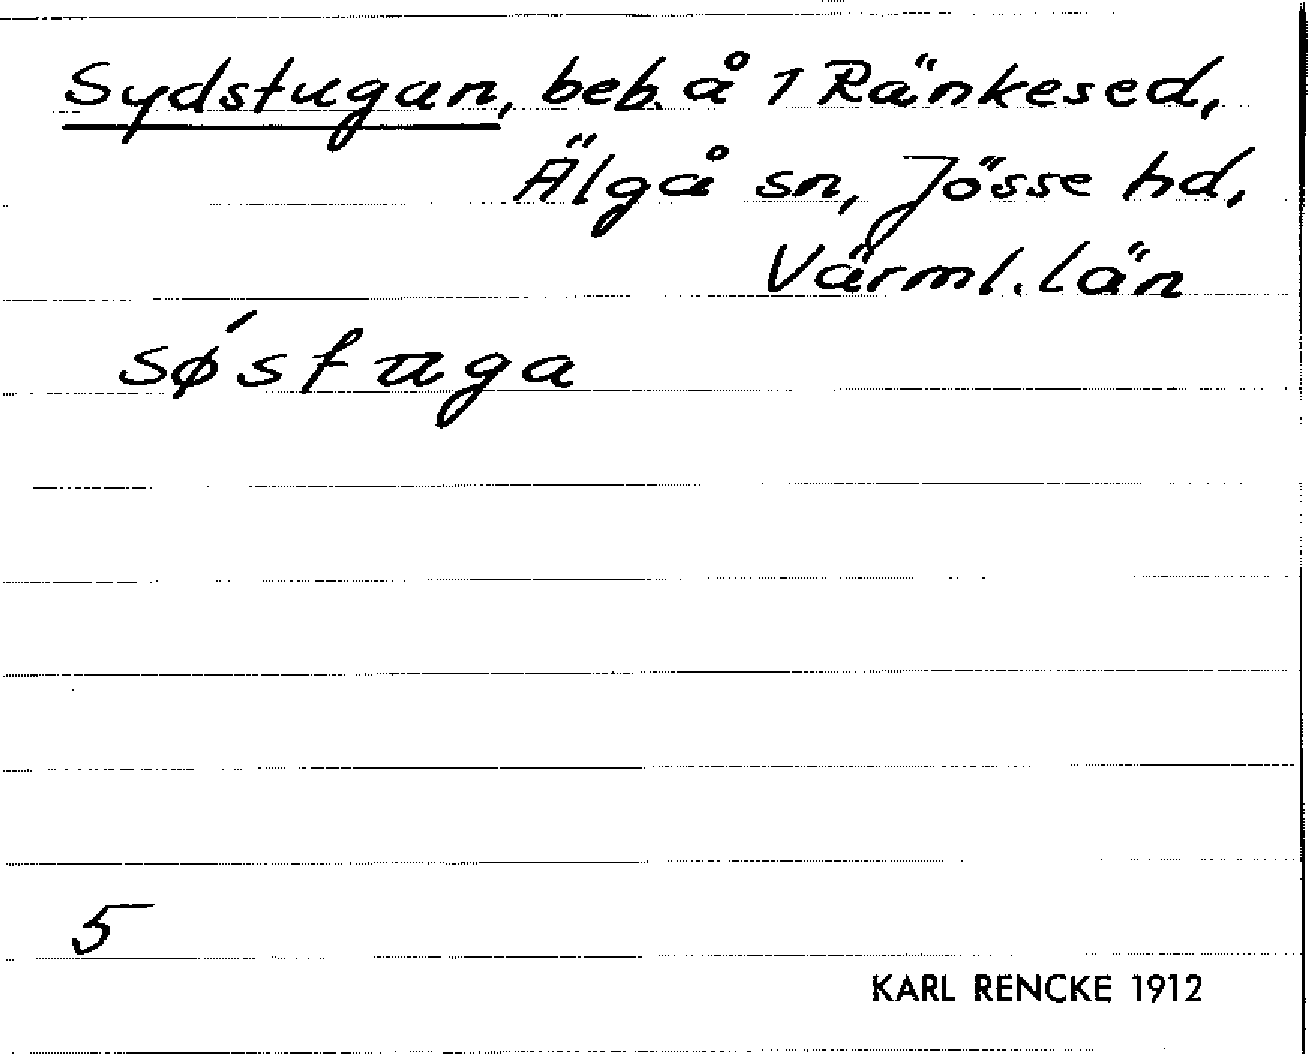 Sydstugan, beb. å 1 Ränkesed,
Älgå sn, Jösse hd,
Värml. län
sǿstuga
5
KARL RENCKE 1912